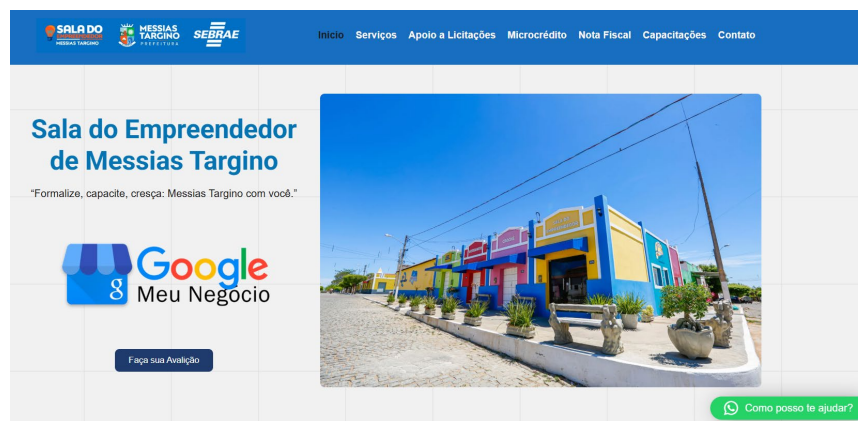 SALA DO
EMPREENDEDOR
MESSIAS TARGINO
MESSIAS
TARGINO
PREFEITURA
SEBRAE
Início Serviços Apoio a Licitações Microcrédito Nota Fiscal Capacitações Contato
Sala do Empreendedor
de Messias Targino
“Formalize, capacite, cresça: Messias Targino com você.”
Google
Meu Negocio
g
Faça sua Avalição
Como posso te ajudar?